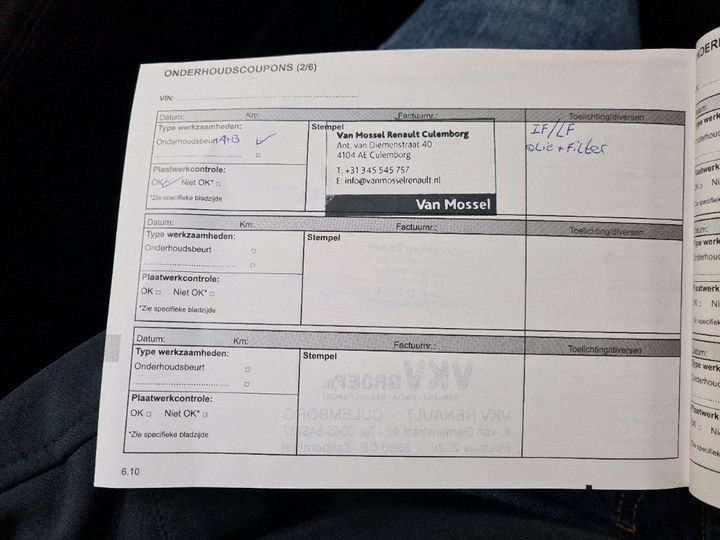 ONDERHOUDSCOUPONS (2/6)
VIN:
Datum: Km: Factuurnr.: Toelichting/diversen
Type werkzaamheden:
Onderhoudsbeurt A+B
Stempel
Van Mossel Renault Culemborg
Ant. van Diemenstraat 40
4104 AE Culemborg
T: +31 345 545 757
E: info@vanmosselrenault.nl
Van Mossel
IF/LF
olie + Filter
Plaatwerkcontrole:
OK Niet OK*
*Zie specifieke bladzijde
Datum: Km: Factuurnr.: Toelichting/diversen
Type werkzaamheden:
Onderhoudsbeurt
Stempel
Plaatwerkcontrole:
OK Niet OK*
*Zie specifieke bladzijde
Datum: Km: Factuurnr.: Toelichting/diversen
Type werkzaamheden:
Onderhoudsbeurt
Stempel
Plaatwerkcontrole:
OK Niet OK*
*Zie specifieke bladzijde
6.10